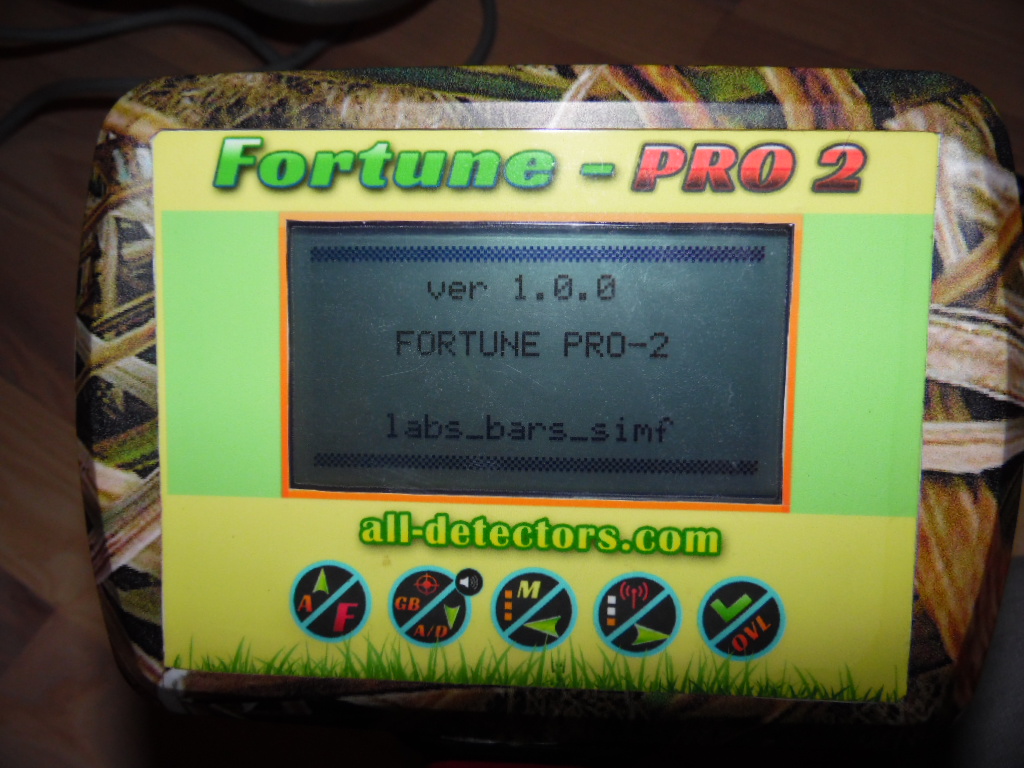 Fortune - PRO 2
ver 1.0.0
FORTUNE PRO-2
labs_bars_simf
all-detectors.com
A F
GB A/D
M
OVL